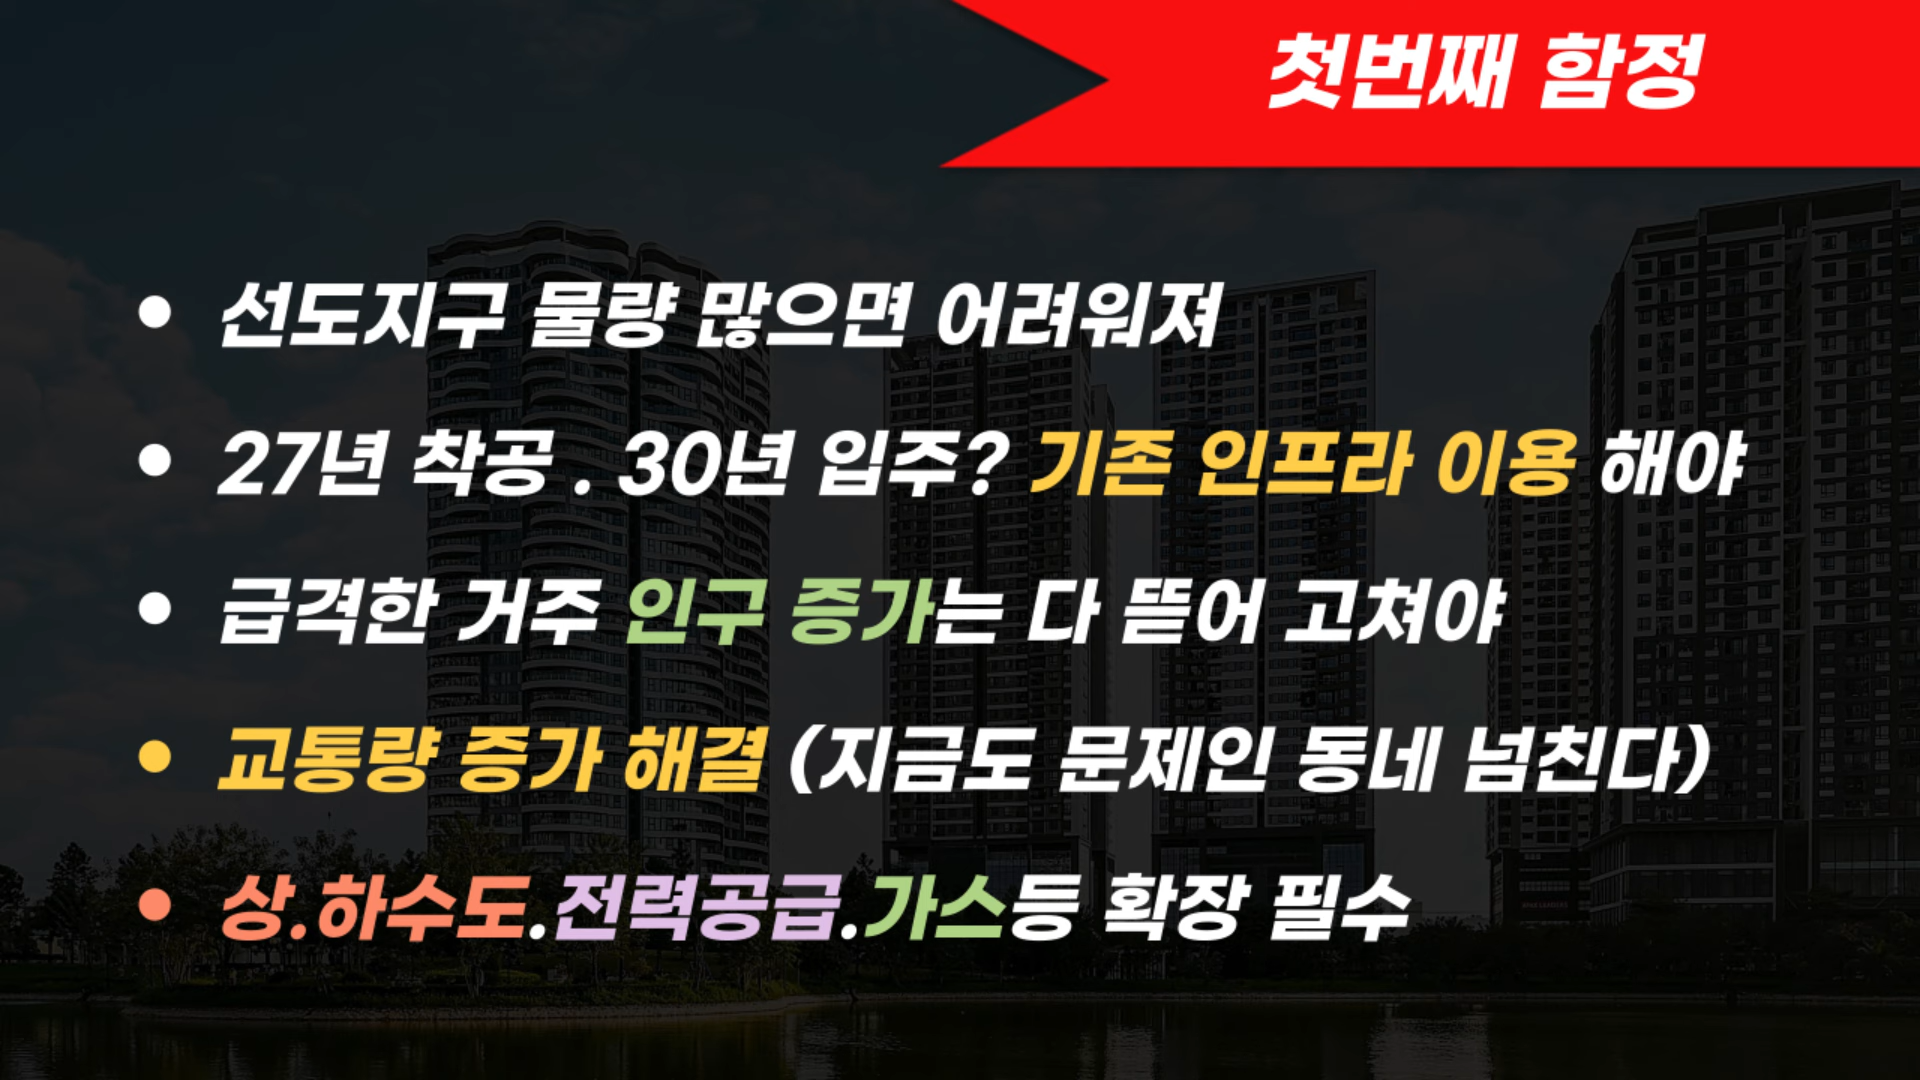 첫번째 함정
• 선도지구 물량 많으면 어려워져
• 27년 착공 . 30년 입주? 기존 인프라 이용 해야
• 급격한 거주 인구 증가는 다 뜯어 고쳐야
• 교통량 증가 해결 (지금도 문제인 동네 넘친다)
• 상.하수도.전력공급.가스등 확장 필수